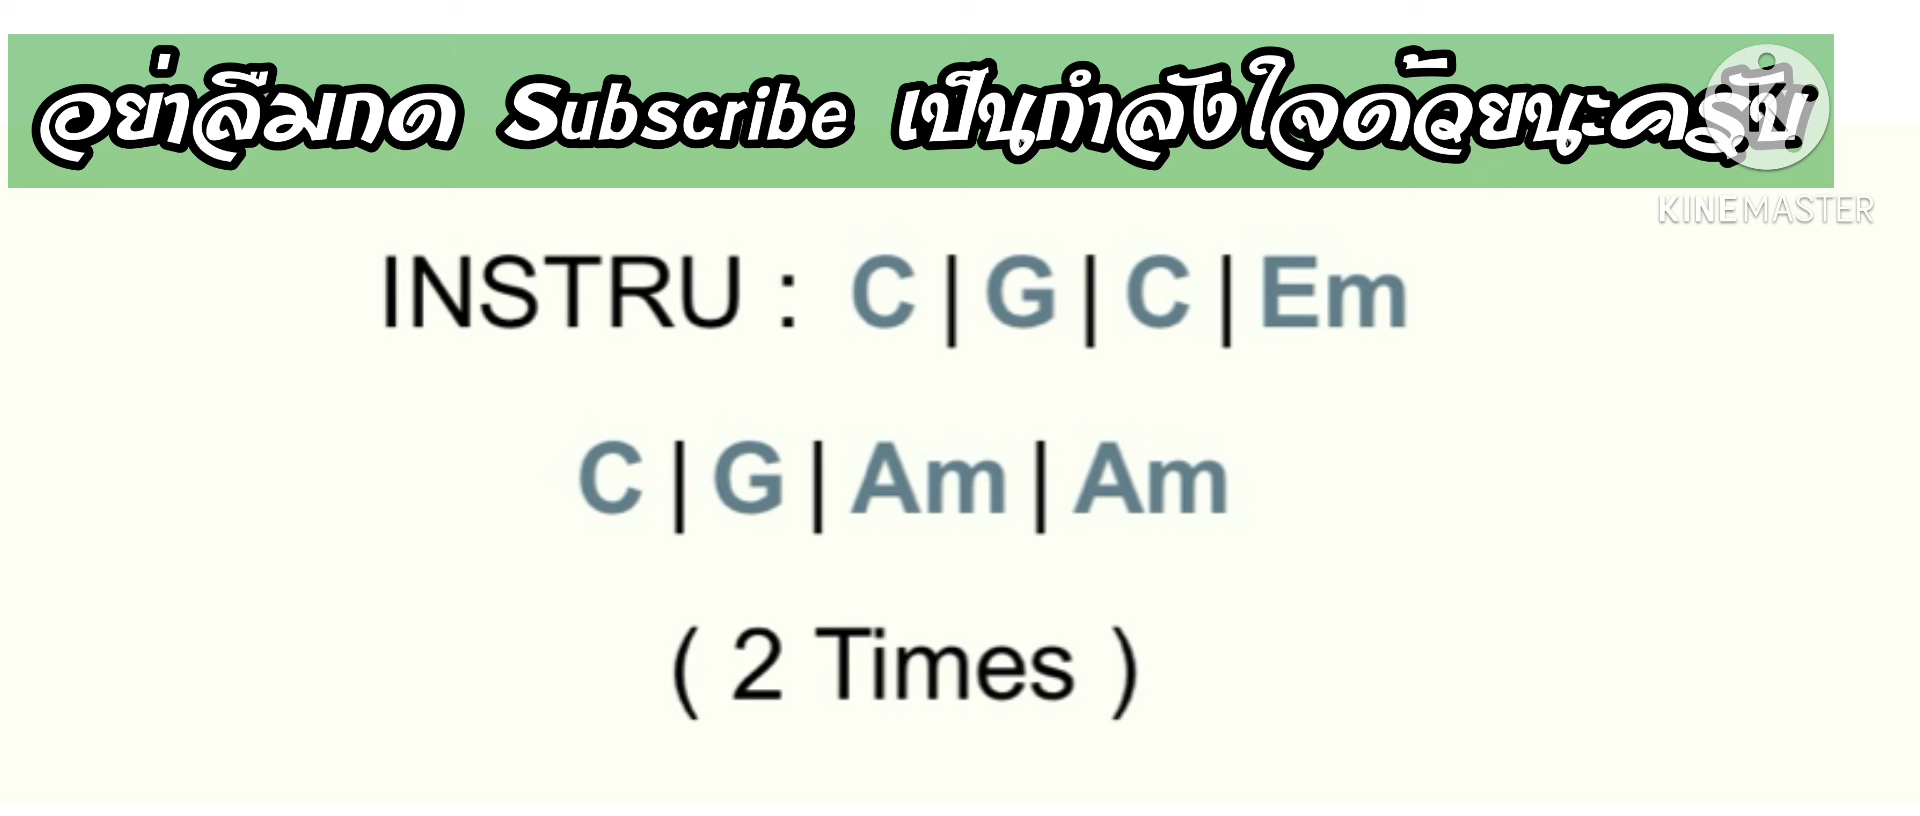 อย่าลืมกด Subscribe เป็นกำลังใจด้วยนะครับ
KINEMASTER
INSTRU : C | G | C | Em
C | G | Am | Am
( 2 Times )